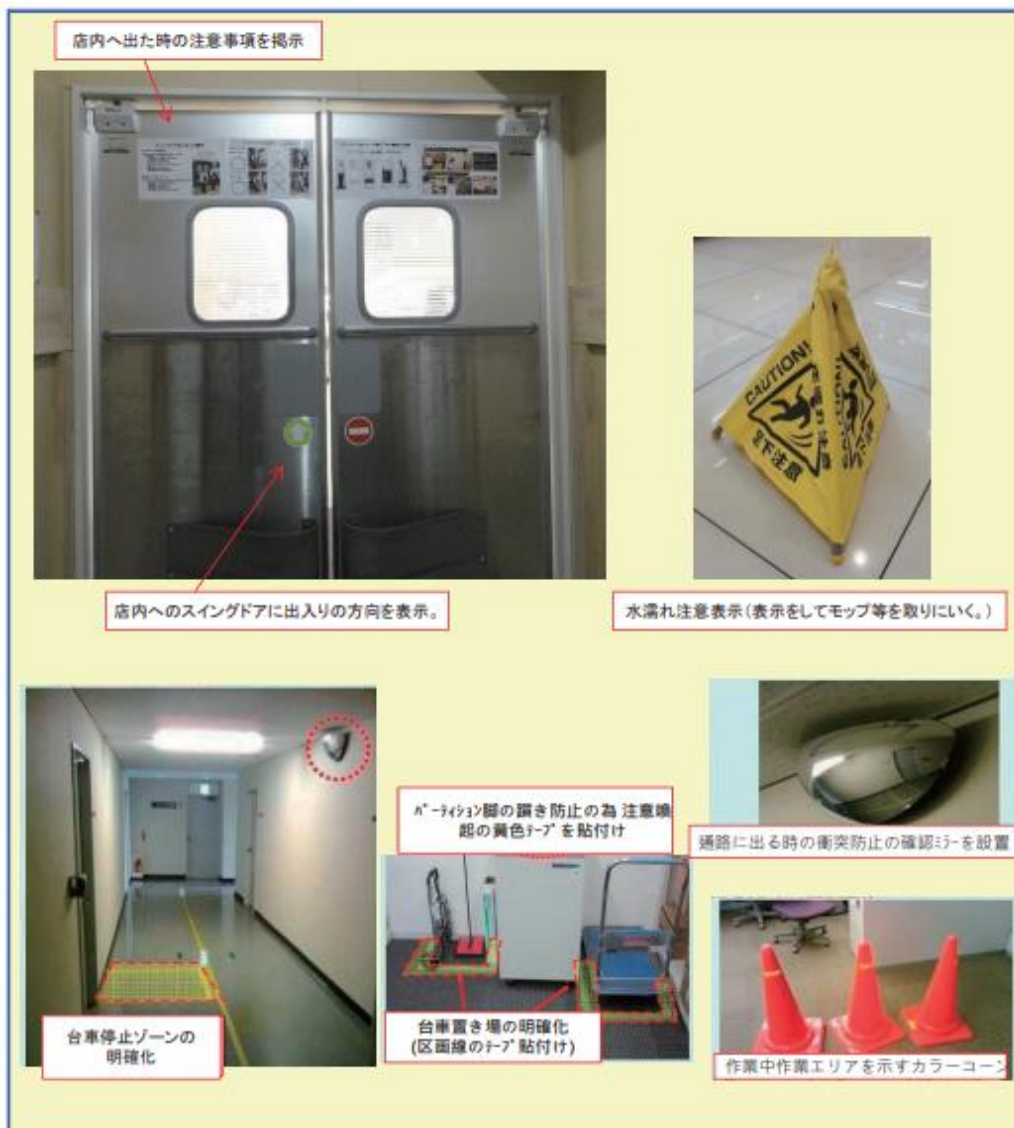 店内へ出た時の注意事項を掲示
CAUTION!
足下注意
店内へのスイングドアに出入りの方向を表示。
水濡れ注意表示(表示をしてモップ等を取りにいく。)
ﾊﾟｰﾃｨｼｮﾝ脚の躓き防止の為 注意喚
起の黄色ﾃｰﾌﾟを貼付け
通路に出る時の衝突防止の確認ﾐﾗｰを設置
台車停止ゾーンの
明確化
台車置き場の明確化
(区画線のﾃｰﾌﾟ貼付け)
作業中作業エリアを示すカラーコーン